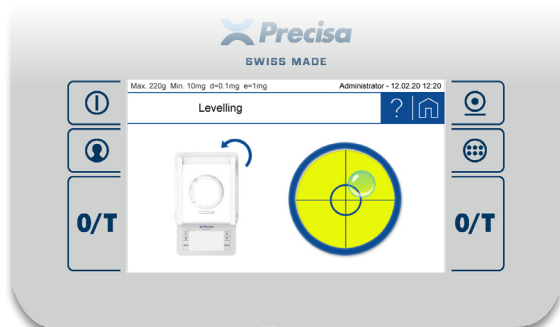 Precisa
SWISS MADE
Max. 220g Min. 10mg d=0.1mg e=1mg
Administrator - 12.02.20 12:20
Levelling
?
0/T
0/T